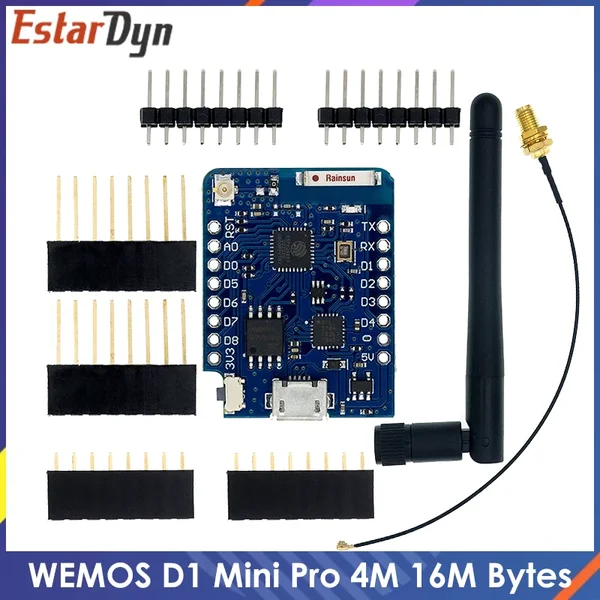 EstarDyn
Rainsun
RST
A0
D0
D5
D6
D7
D8
3V3
TX
RX
D1
D2
D3
D4
O
5V
WEMOS D1 Mini Pro 4M 16M Bytes